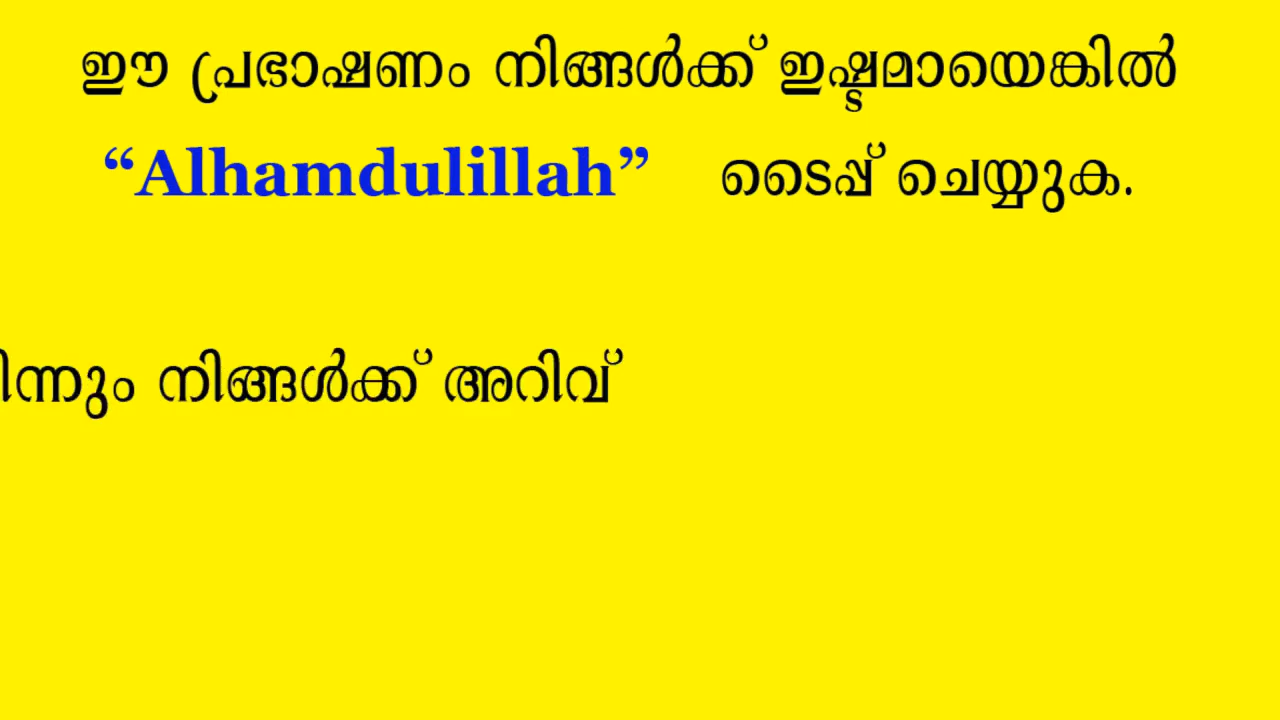 ഈ പ്രഭാഷണം നിങ്ങൾക്ക് ഇഷ്ടമായെങ്കിൽ
“Alhamdulillah” ടൈപ്പ് ചെയ്യുക.
നിങ്ങൾക്ക് അറിവ്